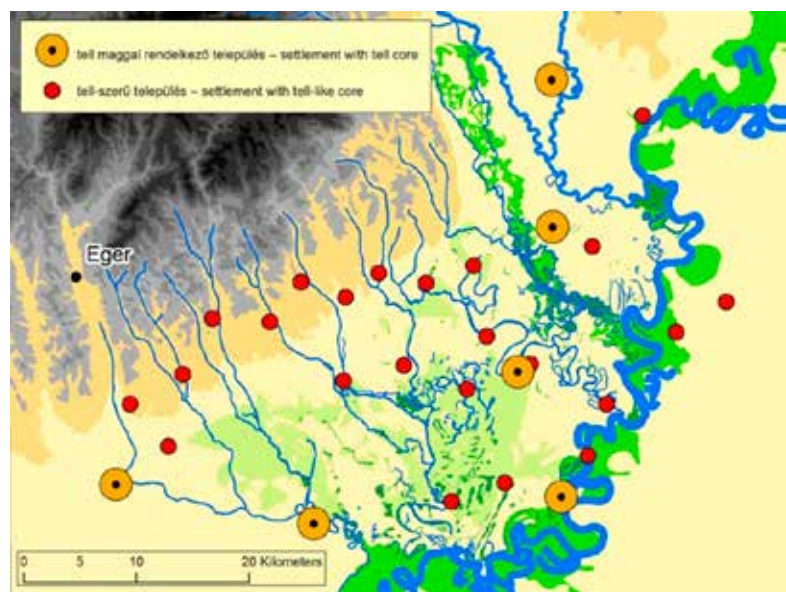 tell maggal rendelkező település – settlement with tell core
tell-szerű település – settlement with tell-like core
Eger
0 5 10 20 Kilometers